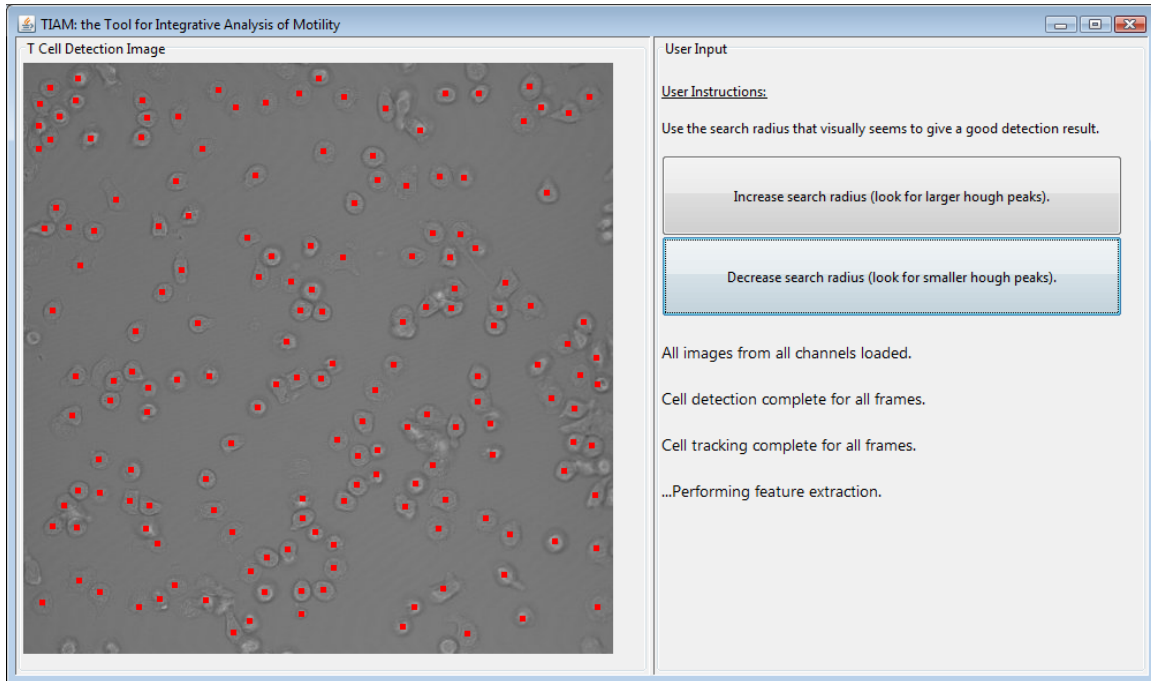 TIAM: the Tool for Integrative Analysis of Motility
T Cell Detection Image
User Input
User Instructions:
Use the search radius that visually seems to give a good detection result.
Increase search radius (look for larger hough peaks).
Decrease search radius (look for smaller hough peaks).
All images from all channels loaded.
Cell detection complete for all frames.
Cell tracking complete for all frames.
...Performing feature extraction.